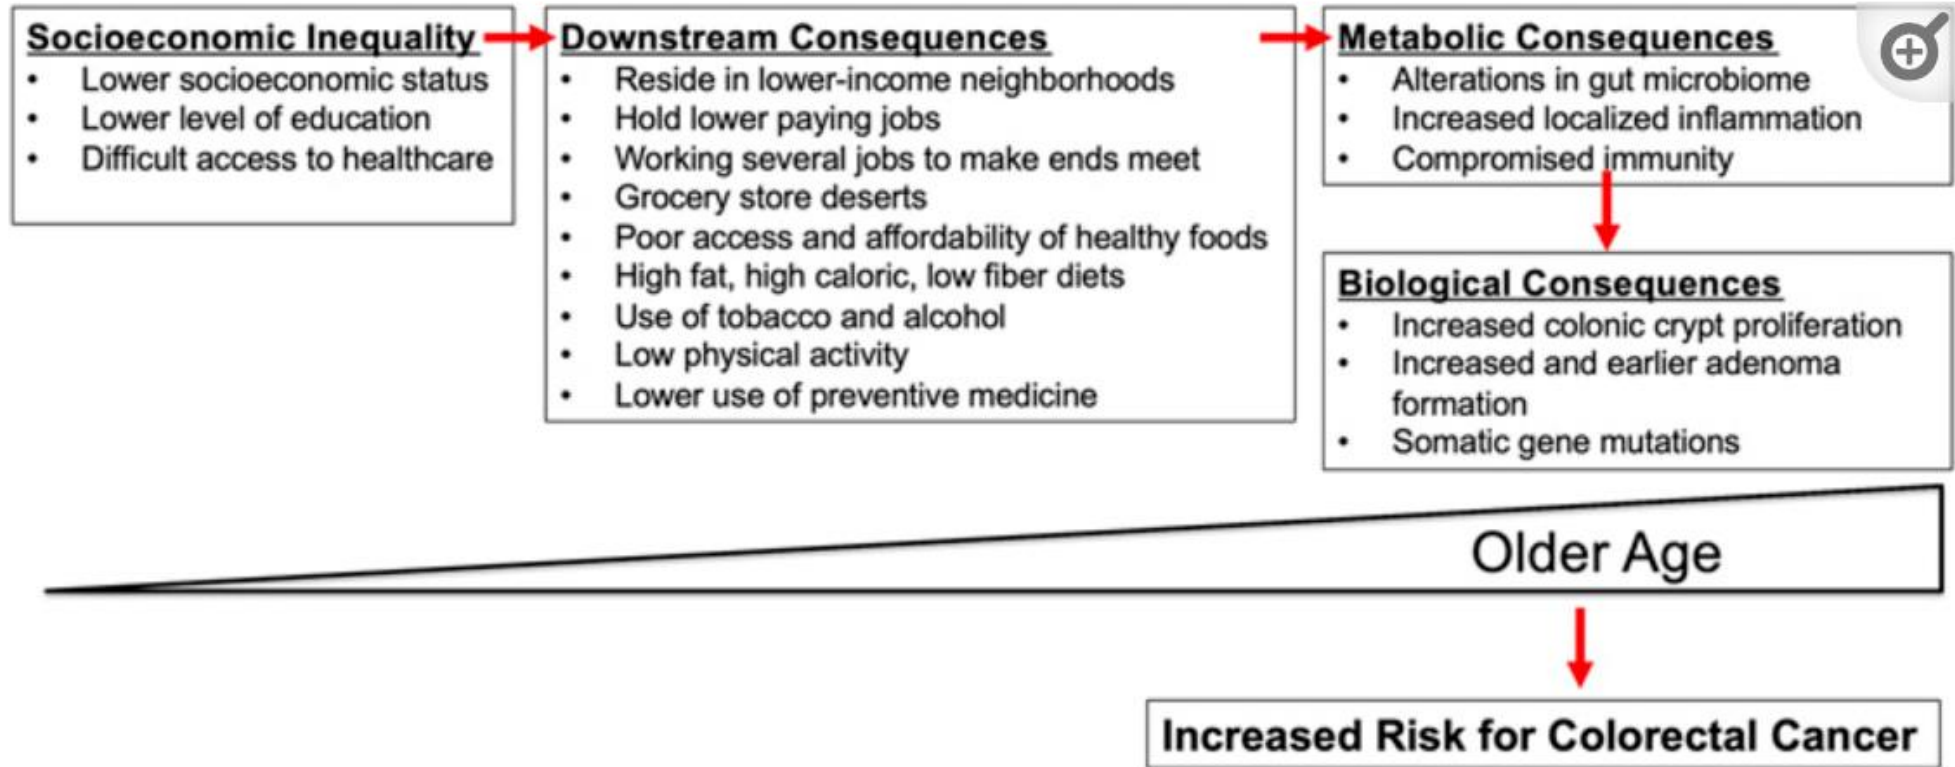 Socioeconomic Inequality
• Lower socioeconomic status
• Lower level of education
• Difficult access to healthcare
Downstream Consequences
• Reside in lower-income neighborhoods
• Hold lower paying jobs
• Working several jobs to make ends meet
• Grocery store deserts
• Poor access and affordability of healthy foods
• High fat, high caloric, low fiber diets
• Use of tobacco and alcohol
• Low physical activity
• Lower use of preventive medicine
Metabolic Consequences
• Alterations in gut microbiome
• Increased localized inflammation
• Compromised immunity
Biological Consequences
• Increased colonic crypt proliferation
• Increased and earlier adenoma
formation
• Somatic gene mutations
Older Age
Increased Risk for Colorectal Cancer